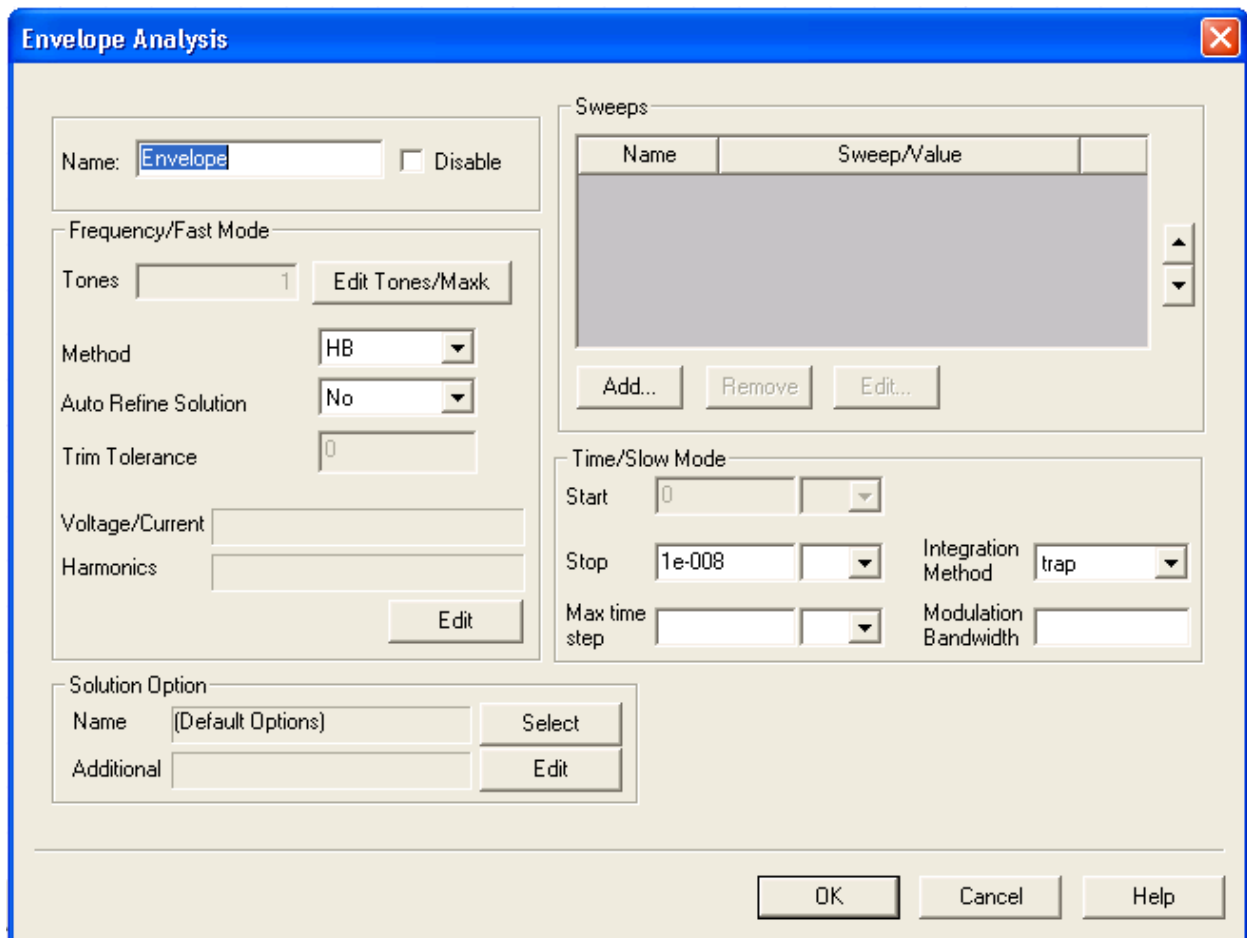 Envelope Analysis
Name: Envelope Disable
Frequency/Fast Mode
Tones 1 Edit Tones/Maxk
Method HB
Auto Refine Solution No
Trim Tolerance 0
Voltage/Current
Harmonics
Edit
Sweeps
Name Sweep/Value
Add... Remove Edit...
Time/Slow Mode
Start 0
Stop 1e-008
Integration
Method trap
Max time
step
Modulation
Bandwidth
Solution Option
Name (Default Options) Select
Additional Edit
OK Cancel Help